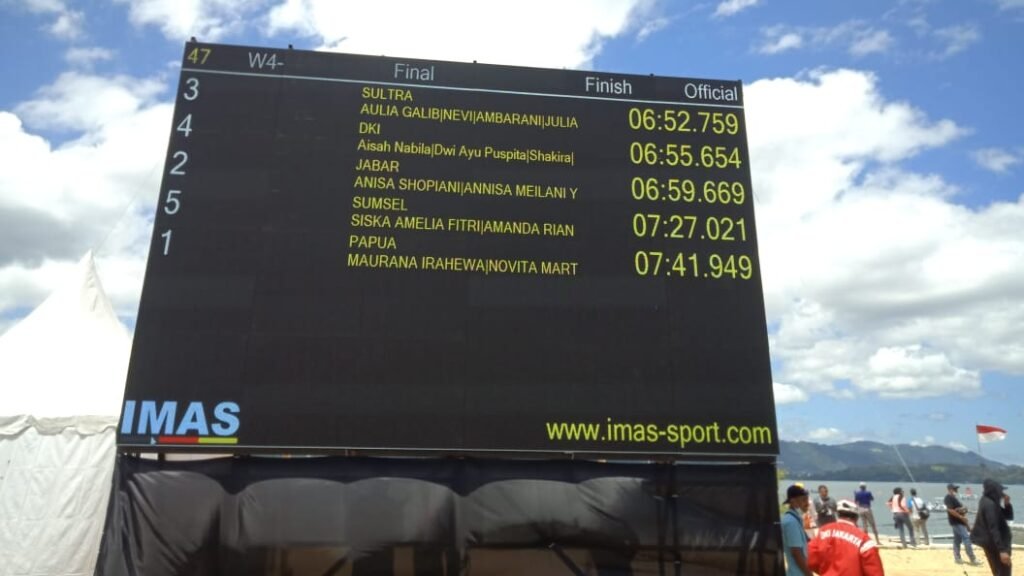 47 W4- Final Finish Official
3 SULTRA
AULIA GALIB|NEVI|AMBARANI|JULIA 06:52.759
4 DKI
Aisah Nabila|Dwi Ayu Puspita|Shakira| 06:55.654
2 JABAR
ANISA SHOPIANI|ANNISA MEILANI Y 06:59.669
5 SUMSEL
SISKA AMELIA FITRI|AMANDA RIAN 07:27.021
1 PAPUA
MAURANA IRAHEWA|NOVITA MART 07:41.949
IMAS www.imas-sport.com
DKI JAKARTA